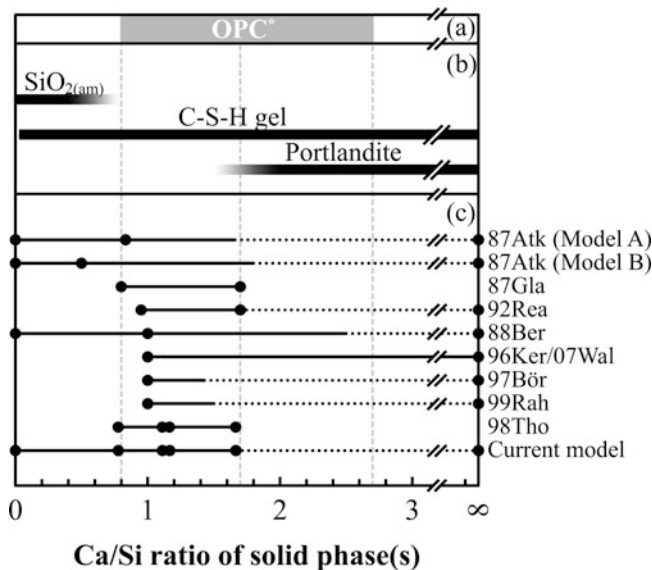 OPC*
(a)
(b)
SiO2(am)
C-S-H gel
Portlandite
(c)
87Atk (Model A)
87Atk (Model B)
87Gla
92Rea
88Ber
96Ker/07Wal
97Bör
99Rah
98Tho
Current model
0 1 2 3 ∞
Ca/Si ratio of solid phase(s)